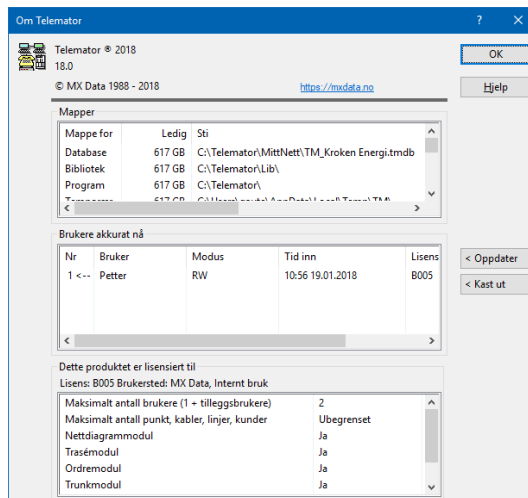 Om Telemator
? ×
Telemator ® 2018
18.0
© MX Data 1988 - 2018 https://mxdata.no
OK
Hjelp
Mapper
Mappe for Ledig Sti
Database 617 GB C:\Telemator\MittNett\TM_Kroken Energi.tmdb
Bibliotek 617 GB C:\Telemator\Lib\
Program 617 GB C:\Telemator\
Brukere akkurat nå
Nr Bruker Modus Tid inn Lisens
1 <-- Petter RW 10:56 19.01.2018 B005
< Oppdater
< Kast ut
Dette produktet er lisensiert til
Lisens: B005 Brukersted: MX Data, Internt bruk
Maksimalt antall brukere (1 + tilleggsbrukere) 2
Maksimalt antall punkt, kabler, linjer, kunder Ubegrenset
Nettdiagrammodul Ja
Trasémodul Ja
Ordremodul Ja
Trunkmodul Ja